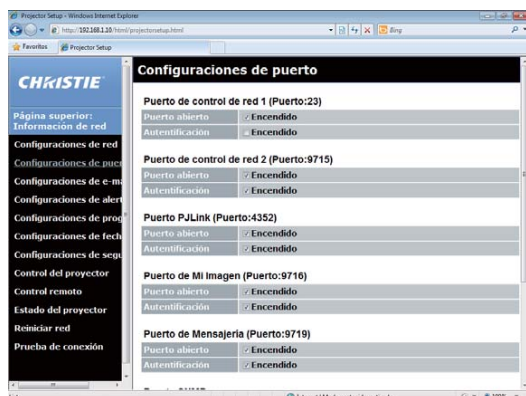 Projector Setup - Windows Internet Explorer
http://192.168.1.10/html/projectorsetup.html
Bing
Favoritos
Projector Setup
CHRISTIE
Página superior:
Información de red
Configuraciones de red
Configuraciones de puer
Configuraciones de e-ma
Configuraciones de alert
Configuraciones de prog
Configuraciones de fech
Configuraciones de segu
Control del proyector
Control remoto
Estado del proyector
Reiniciar red
Prueba de conexión
Configuraciones de puerto
Puerto de control de red 1 (Puerto:23)
Puerto abierto Encendido
Autentificación Encendido
Puerto de control de red 2 (Puerto:9715)
Puerto abierto Encendido
Autentificación Encendido
Puerto PJLink (Puerto:4352)
Puerto abierto Encendido
Autentificación Encendido
Puerto de Mi Imagen (Puerto:9716)
Puerto abierto Encendido
Autentificación Encendido
Puerto de Mensajería (Puerto:9719)
Puerto abierto Encendido
Autentificación Encendido